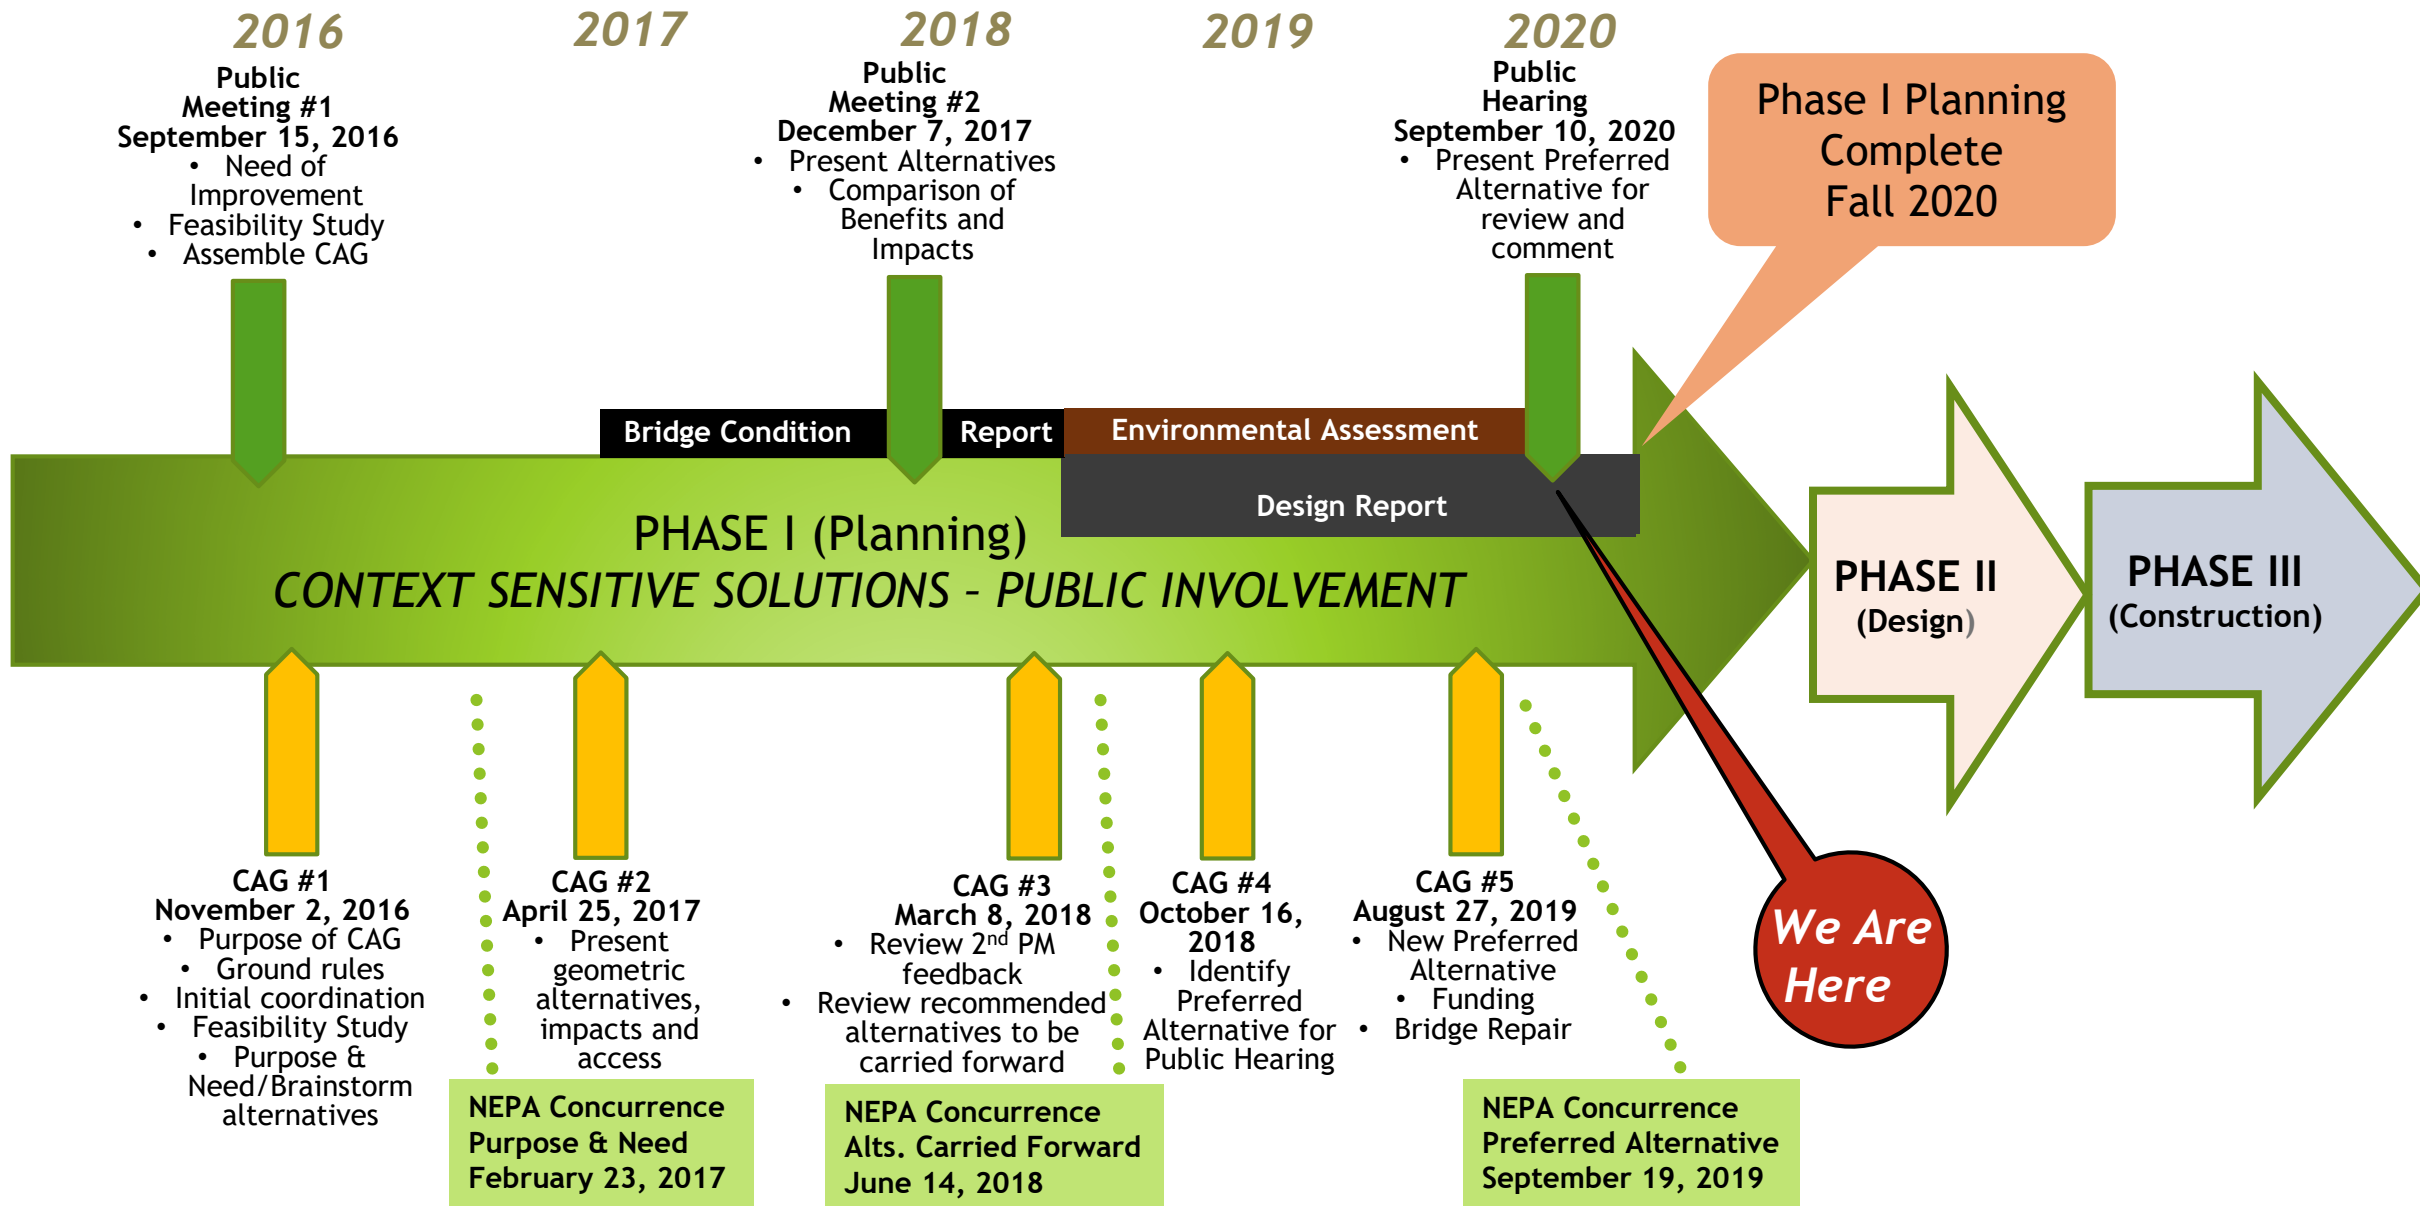 2016
2017
2018
2019
2020
Public
Meeting #1
September 15, 2016
• Need of
Improvement
• Feasibility Study
• Assemble CAG
Public
Meeting #2
December 7, 2017
• Present Alternatives
• Comparison of
Benefits and
Impacts
Public
Hearing
September 10, 2020
• Present Preferred
Alternative for
review and
comment
Phase I Planning
Complete
Fall 2020
Bridge Condition Report
Environmental Assessment
Design Report
PHASE I (Planning)
CONTEXT SENSITIVE SOLUTIONS – PUBLIC INVOLVEMENT
PHASE II
(Design)
PHASE III
(Construction)
CAG #1
November 2, 2016
• Purpose of CAG
• Ground rules
• Initial coordination
• Feasibility Study
• Purpose &
Need/Brainstorm
alternatives
CAG #2
April 25, 2017
• Present
geometric
alternatives,
impacts and
access
CAG #3
March 8, 2018
• Review 2nd PM
feedback
• Review recommended
alternatives to be
carried forward
CAG #4
October 16,
2018
• Identify
Preferred
Alternative for
Public Hearing
CAG #5
August 27, 2019
• New Preferred
Alternative
• Funding
• Bridge Repair
We Are
Here
NEPA Concurrence
Purpose & Need
February 23, 2017
NEPA Concurrence
Alts. Carried Forward
June 14, 2018
NEPA Concurrence
Preferred Alternative
September 19, 2019